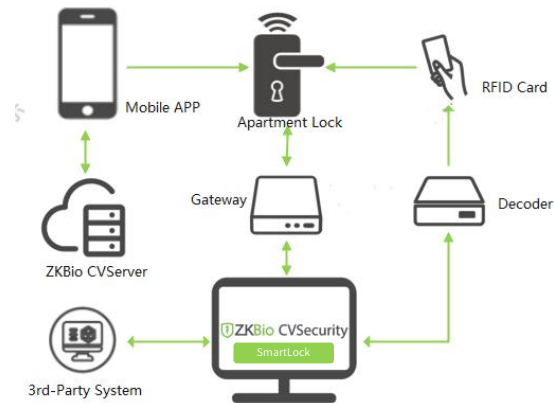 Mobile APP
Apartment Lock
RFID Card
Gateway
Decoder
ZKBio CVServer
ZKBio CVSecurity
SmartLock
3rd-Party System